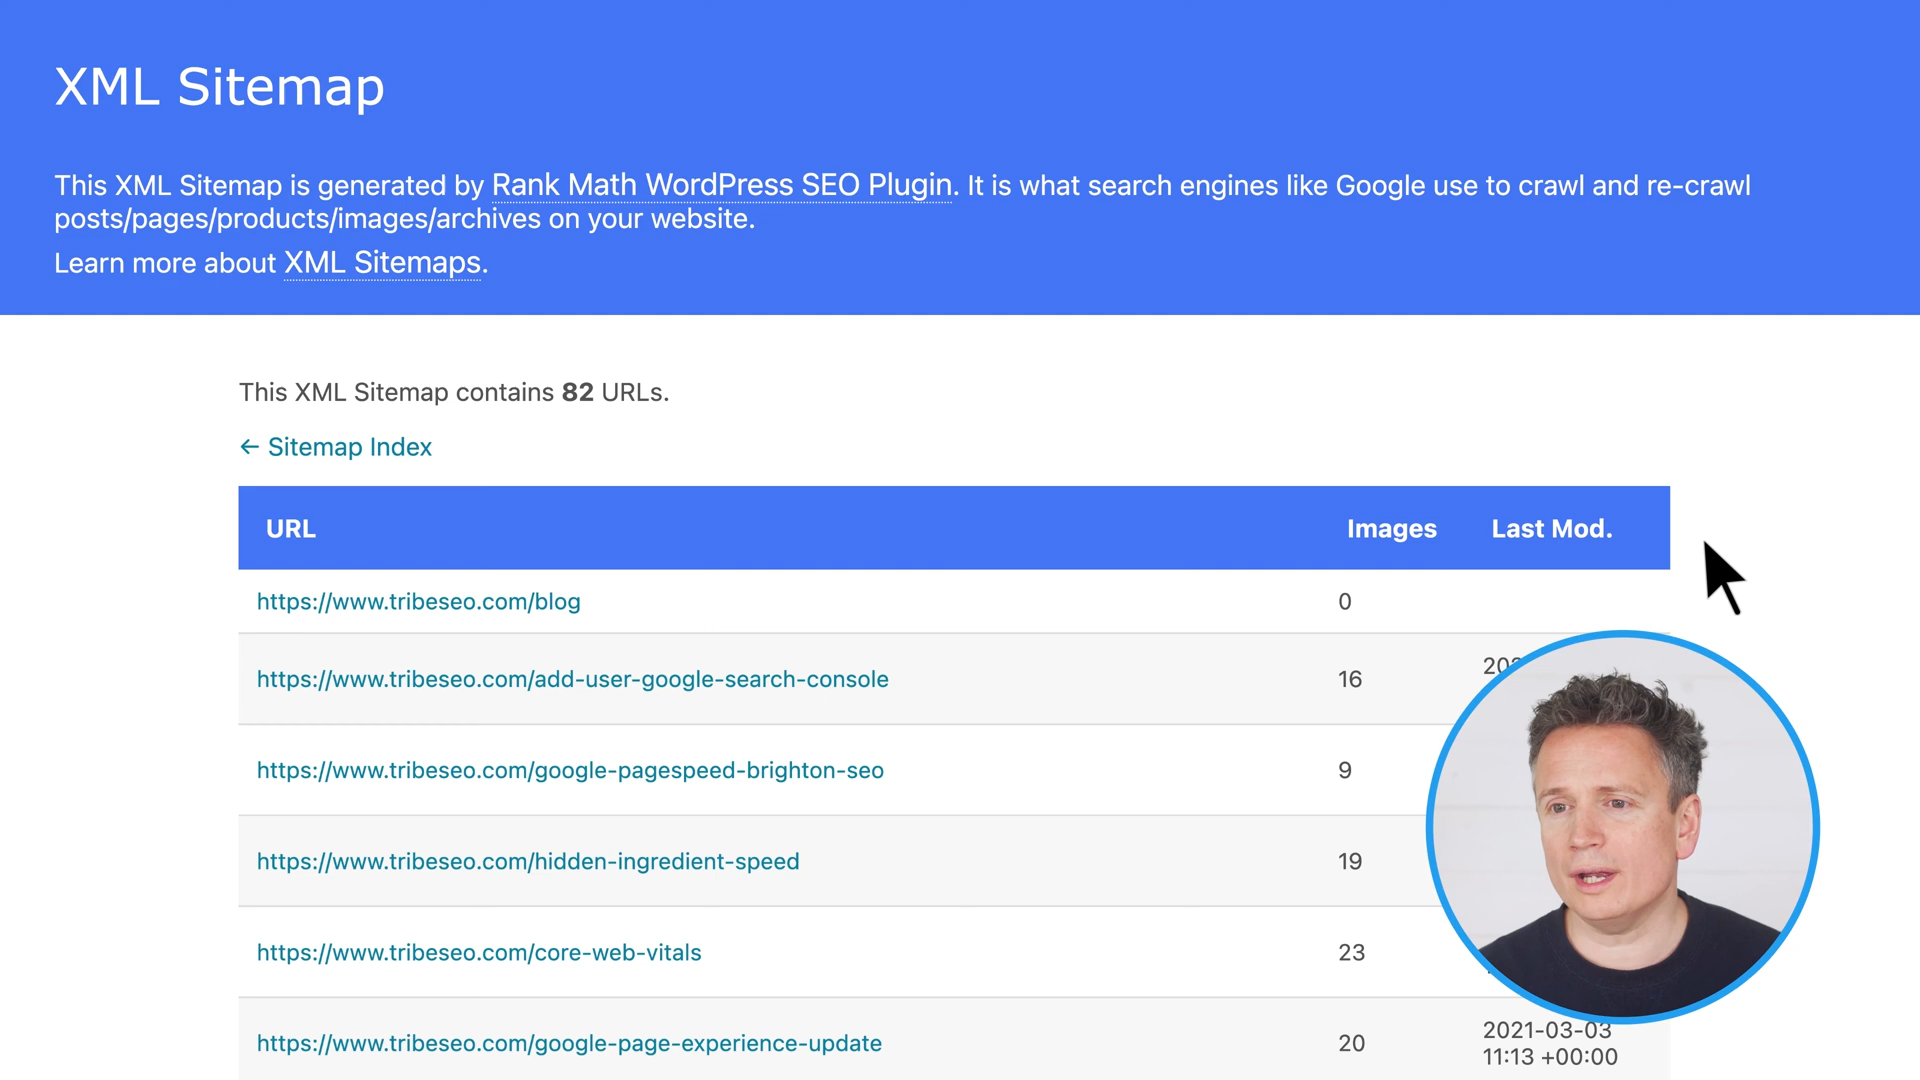 XML Sitemap
This XML Sitemap is generated by Rank Math WordPress SEO Plugin. It is what search engines like Google use to crawl and re-crawl
posts/pages/products/images/archives on your website.
Learn more about XML Sitemaps.
This XML Sitemap contains 82 URLs.
← Sitemap Index
URL Images Last Mod.
https://www.tribeseo.com/blog 0
https://www.tribeseo.com/add-user-google-search-console 16
https://www.tribeseo.com/google-pagespeed-brighton-seo 9
https://www.tribeseo.com/hidden-ingredient-speed 19
https://www.tribeseo.com/core-web-vitals 23
https://www.tribeseo.com/google-page-experience-update 20 2021-03-03
11:13 +00:00